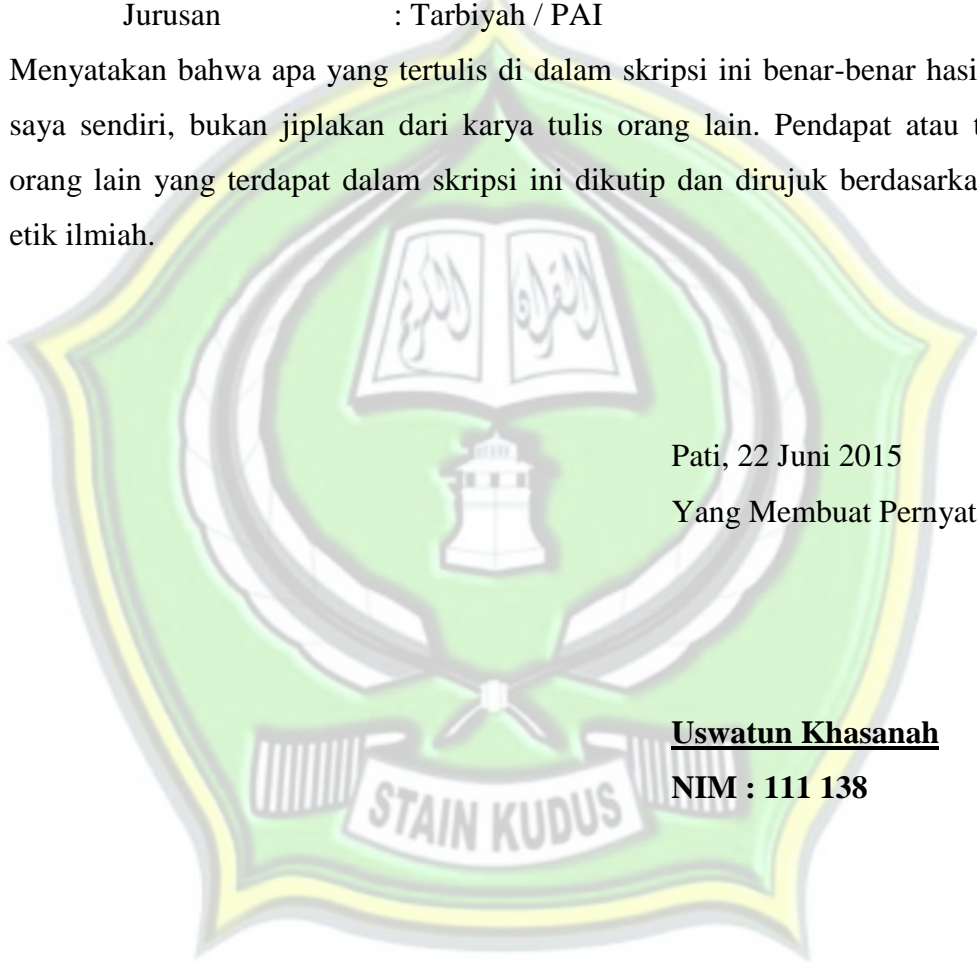 Jurusan : Tarbiyah / PAI
Menyatakan bahwa apa yang tertulis di dalam skripsi ini benar-benar hasi
saya sendiri, bukan jiplakan dari karya tulis orang lain. Pendapat atau t
orang lain yang terdapat dalam skripsi ini dikutip dan dirujuk berdasarka
etik ilmiah.
Pati, 22 Juni 2015
Yang Membuat Pernyat
Uswatun Khasanah
NIM : 111 138
القرآن الكريم
STAIN KUDUS